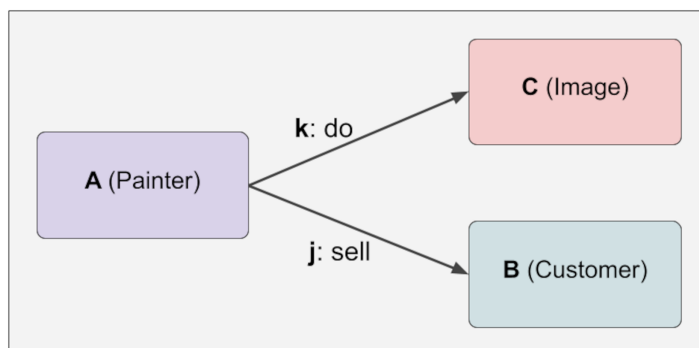 C (Image)
k: do
A (Painter)
j: sell
B (Customer)